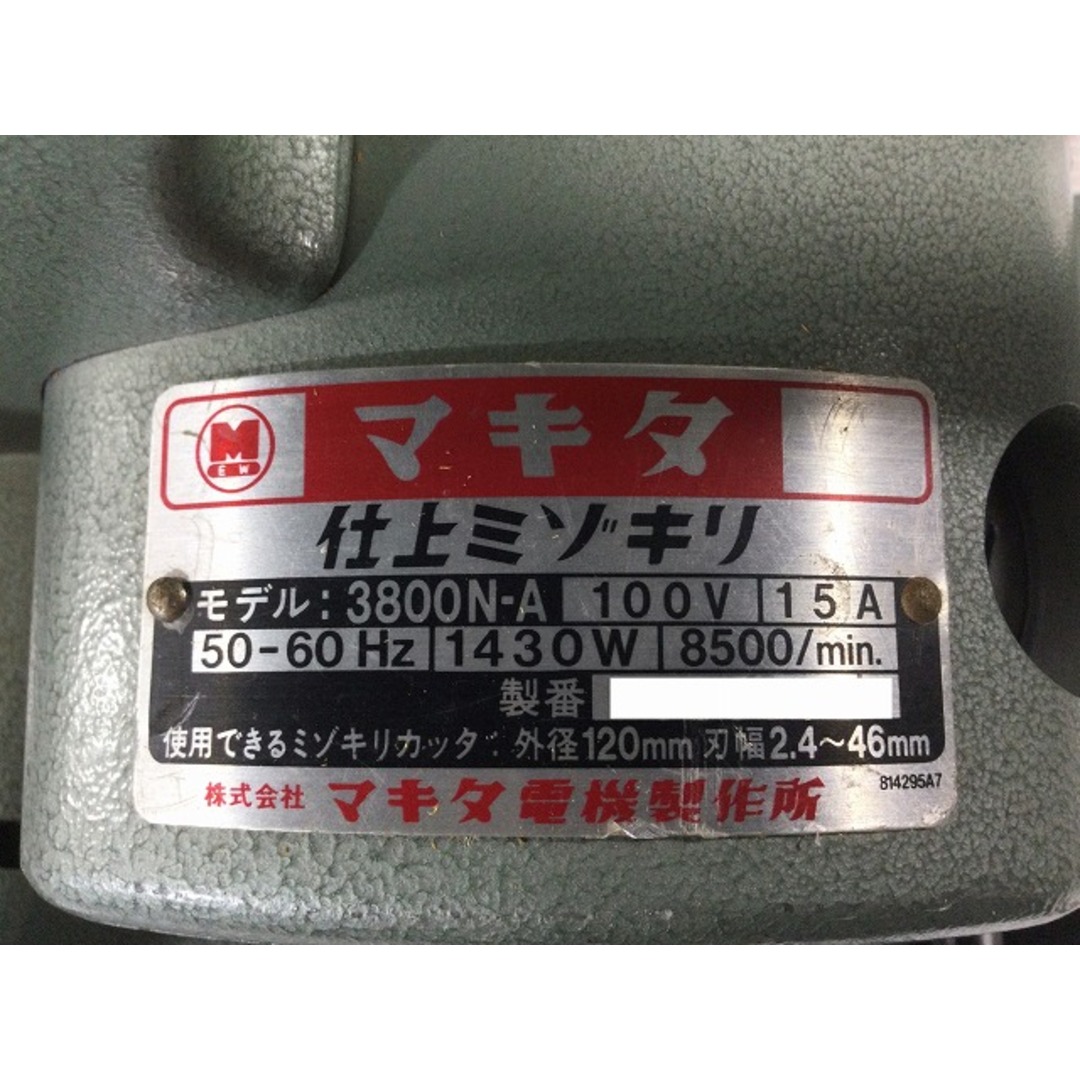 M
EW
マキタ
仕上ミゾキリ
モデル:3800N-A 100V 15A
50-60Hz 1430W 8500/min.
製番
使用できるミゾキリカッタ:外径120mm 刃幅2.4〜46mm
814295A7
株式会社 マキタ電機製作所